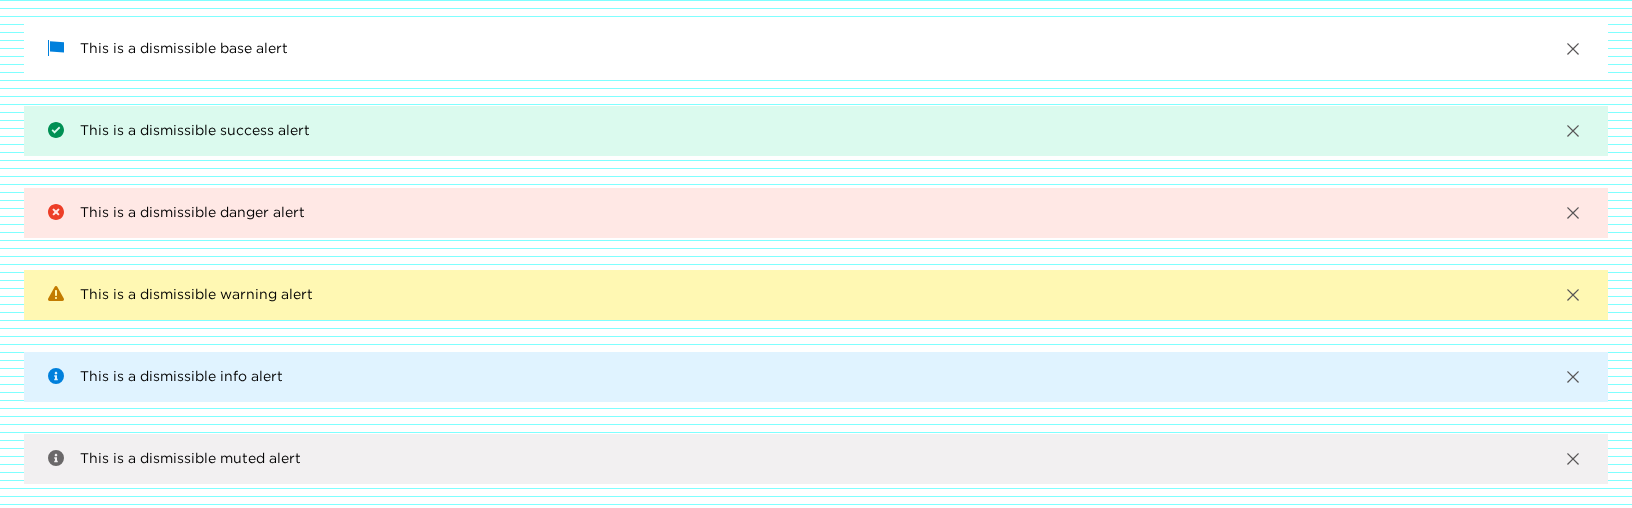 This is a dismissible base alert
This is a dismissible success alert
This is a dismissible danger alert
This is a dismissible warning alert
This is a dismissible info alert
This is a dismissible muted alert